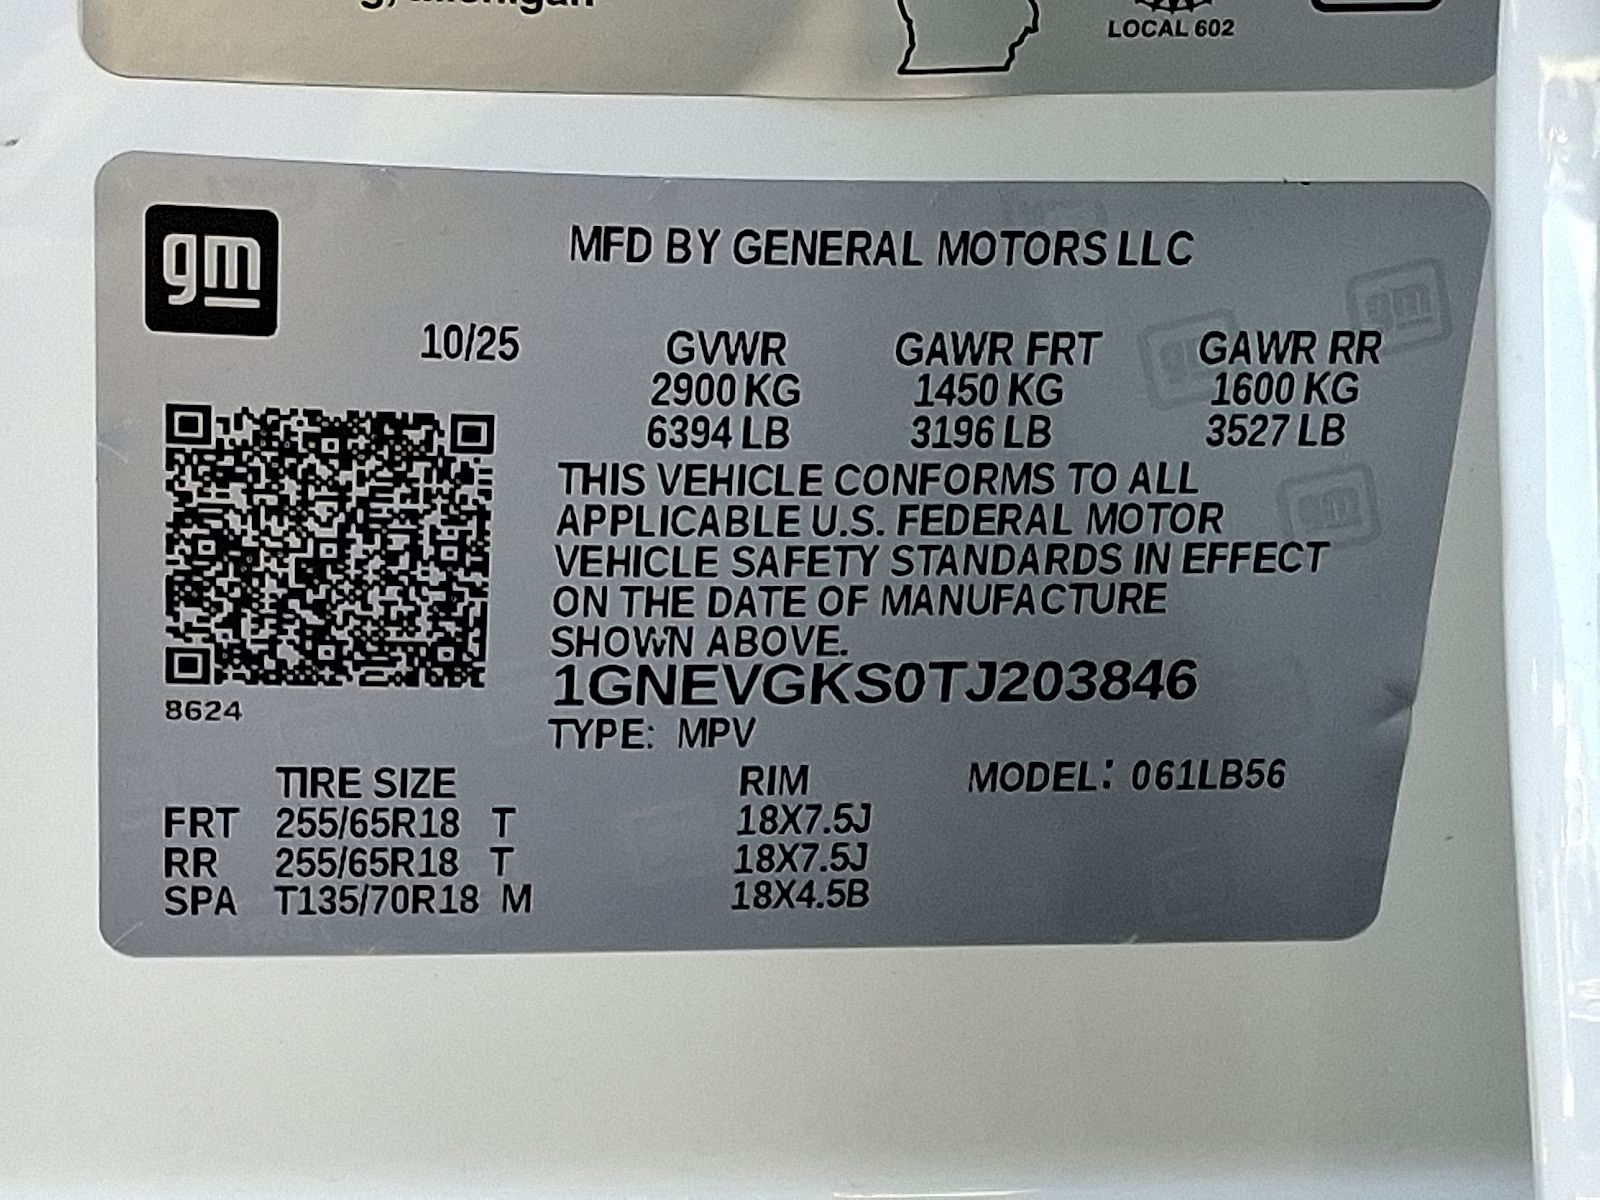 LOCAL 602
gm
MFD BY GENERAL MOTORS LLC
10/25
GVWR GAWR FRT GAWR RR
2900 KG 1450 KG 1600 KG
6394 LB 3196 LB 3527 LB
THIS VEHICLE CONFORMS TO ALL
APPLICABLE U.S. FEDERAL MOTOR
VEHICLE SAFETY STANDARDS IN EFFECT
ON THE DATE OF MANUFACTURE
SHOWN ABOVE.
1GNEVGKS0TJ203846
8624
TYPE: MPV
TIRE SIZE RIM MODEL: 061LB56
FRT 255/65R18 T 18X7.5J
RR 255/65R18 T 18X7.5J
SPA T135/70R18 M 18X4.5B